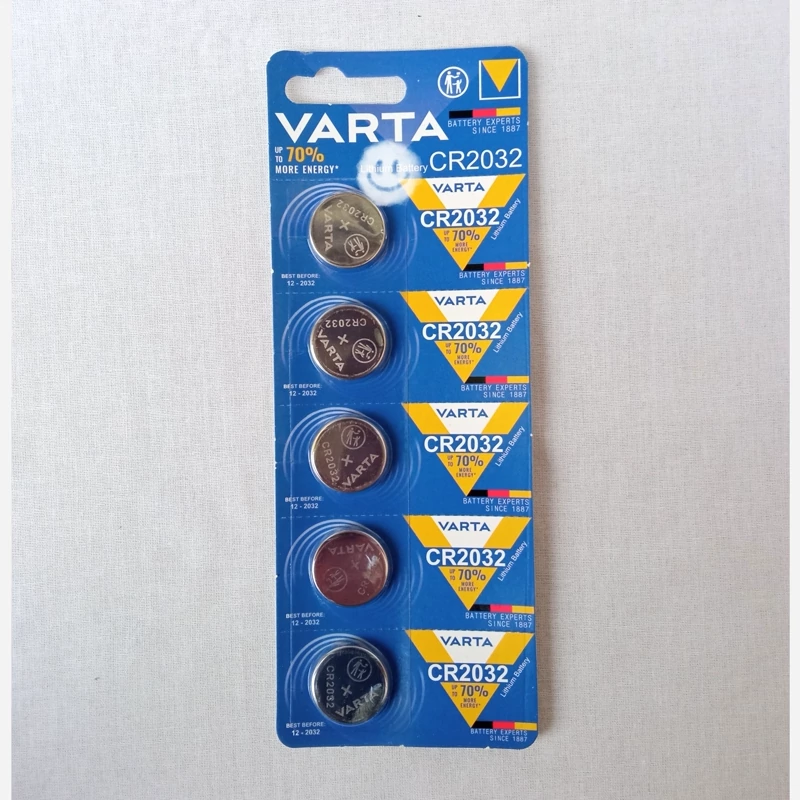 VARTA
BATTERY EXPERTS
SINCE 1887
UP TO 70%
MORE ENERGY*
Lithium Battery CR2032
VARTA
CR2032
UP TO 70%
MORE
ENERGY*
Lithium Battery
BATTERY EXPERTS
SINCE 1887
CR2032
VARTA
BEST BEFORE:
12 - 2032
VARTA
CR2032
UP TO 70%
MORE
ENERGY*
Lithium Battery
BATTERY EXPERTS
SINCE 1887
CR2032
VARTA
BEST BEFORE:
12 - 2032
VARTA
CR2032
UP TO 70%
MORE
ENERGY*
Lithium Battery
BATTERY EXPERTS
SINCE 1887
CR2032
VARTA
BEST BEFORE:
12 - 2032
VARTA
CR2032
UP TO 70%
MORE
ENERGY*
Lithium Battery
BATTERY EXPERTS
SINCE 1887
VARTA
BEST BEFORE:
12 - 2032
VARTA
CR2032
UP TO 70%
MORE
ENERGY*
Lithium Battery
BATTERY EXPERTS
SINCE 1887
CR2032
VARTA
BEST BEFORE:
12 - 2032